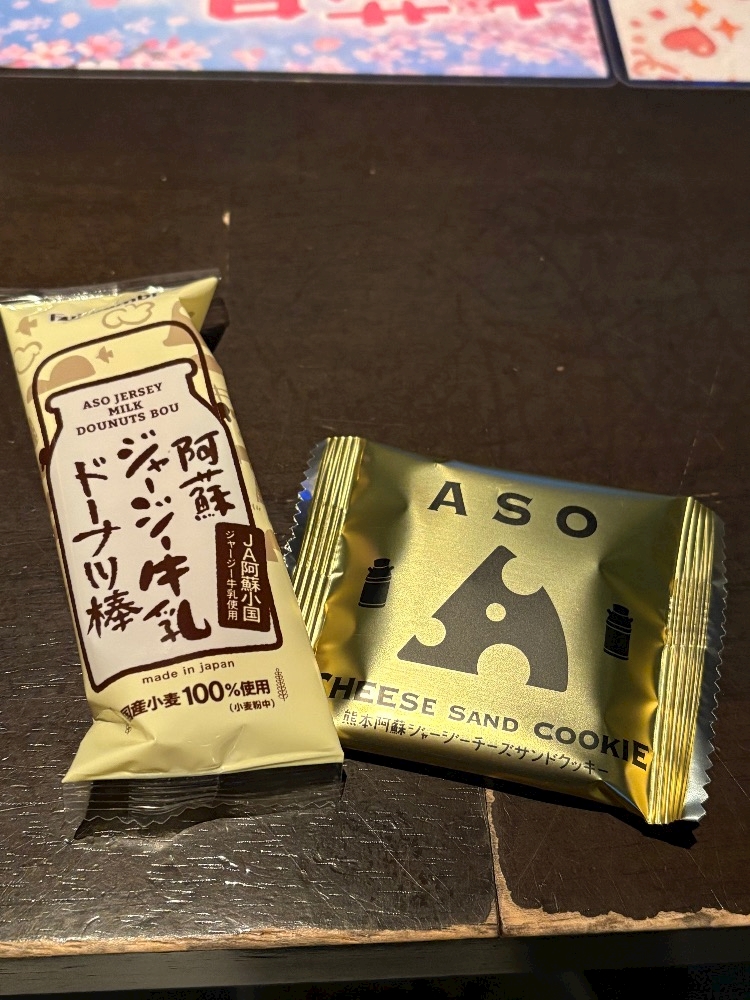 ASO JERSEY
MILK
DOUNUTS BOU
阿蘇
ジャージー牛乳
ドーナツ棒
JA阿蘇小国
ジャージー牛乳使用
made in japan
国産小麦100%使用
(小麦粉中)
ASO
CHEESE SAND COOKIE
熊本阿蘇ジャージーチーズサンドクッキー